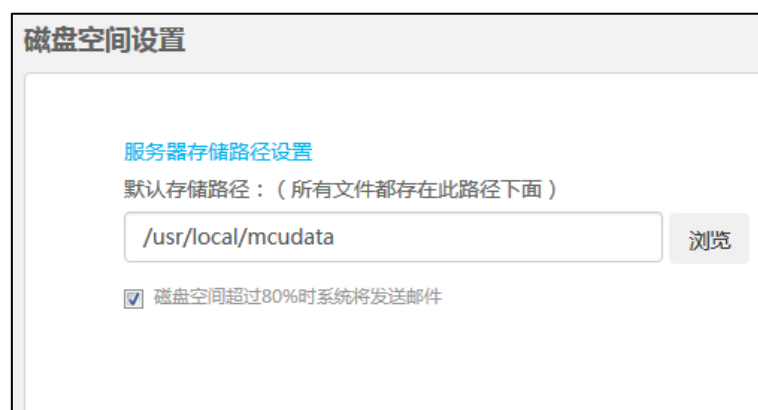 磁盘空间设置
服务器存储路径设置
默认存储路径：（所有文件都存在此路径下面）
/usr/local/mcudata
浏览
磁盘空间超过80%时系统将发送邮件